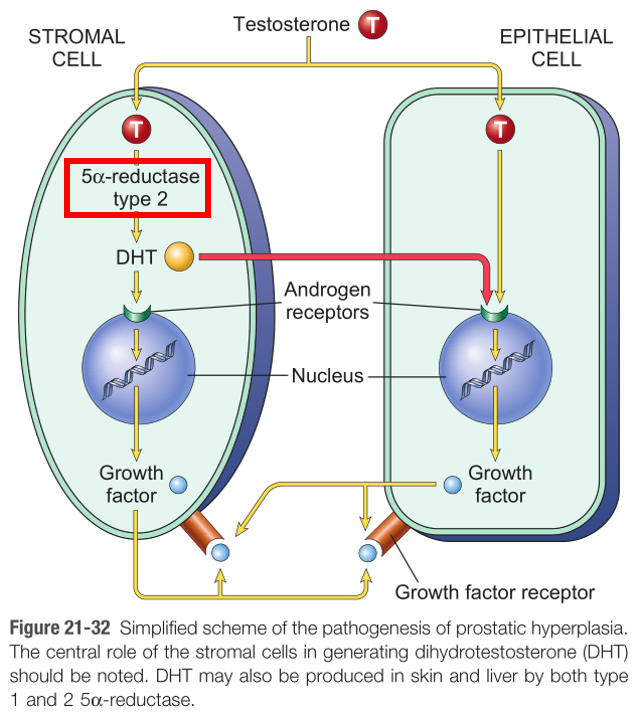 Testosterone T
STROMAL
CELL
EPITHELIAL
CELL
T
T
5α-reductase
type 2
DHT
Androgen
receptors
Nucleus
Growth
factor
Growth
factor
Growth factor receptor
Figure 21-32 Simplified scheme of the pathogenesis of prostatic hyperplasia.
The central role of the stromal cells in generating dihydrotestosterone (DHT)
should be noted. DHT may also be produced in skin and liver by both type
1 and 2 5α-reductase.